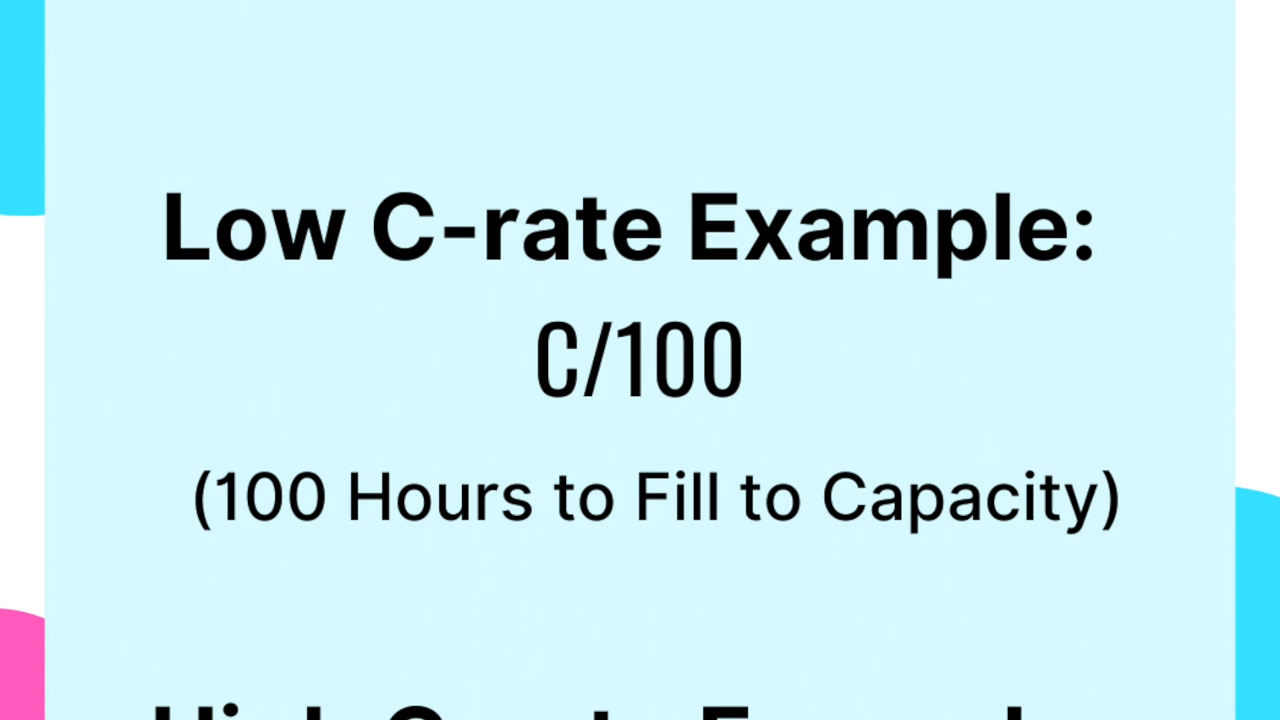 Low C-rate Example:
C/100
(100 Hours to Fill to Capacity)